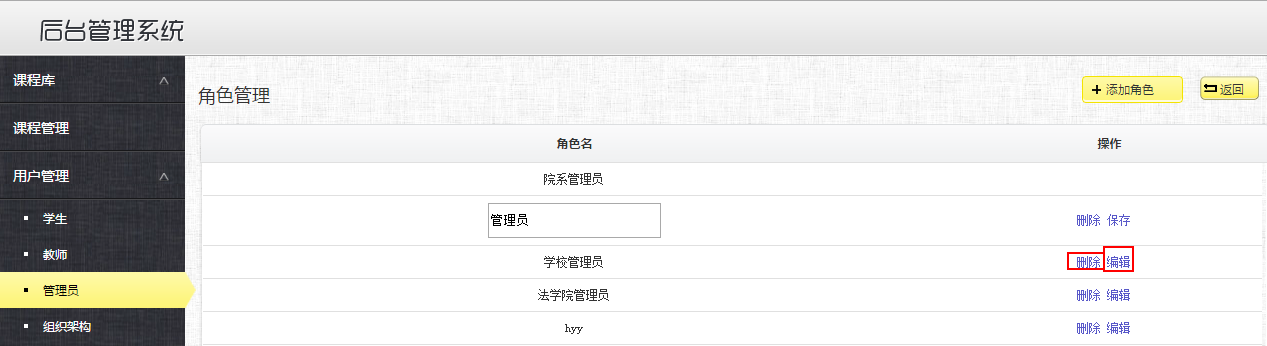 后台管理系统
课程库
课程管理
用户管理
学生
教师
管理员
组织架构
角色管理
添加角色 返回
角色名 操作
院系管理员
管理员 删除 保存
学校管理员 删除 编辑
法学院管理员 删除 编辑
hyy 删除 编辑